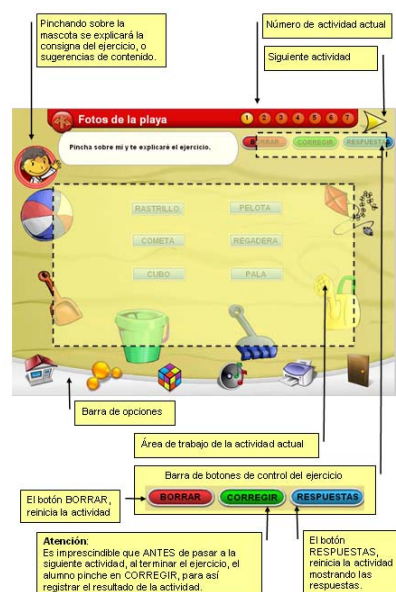 Pinchando sobre la
mascota se explicará la
consigna del ejercicio, o
sugerencias de contenido.
Número de actividad actual
Siguiente actividad
Fotos de la playa
1 2 3 4 5 6 7
Pincha sobre mí y te explicaré el ejercicio.
BORRAR CORREGIR RESPUESTAS
RASTRILLO PELOTA
COMETA REGADERA
CUBO PALA
Barra de opciones
Área de trabajo de la actividad actual
Barra de botones de control del ejercicio
BORRAR CORREGIR RESPUESTAS
El botón BORRAR,
reinicia la actividad
Atención:
Es imprescindible que ANTES de pasar a la
siguiente actividad, al terminar el ejercicio, el
alumno pinche en CORREGIR, para así
registrar el resultado de la actividad.
El botón
RESPUESTAS,
reinicia la actividad
mostrando las
respuestas.